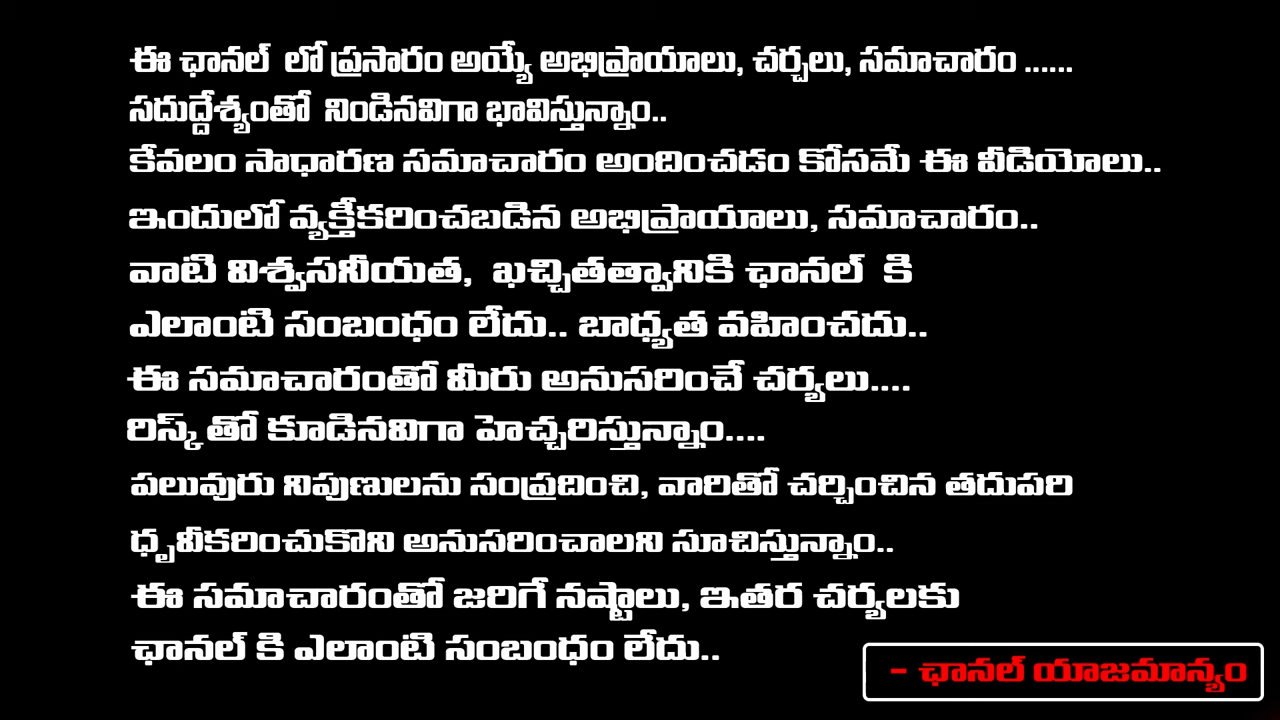 ఈ ఛానల్ లో ప్రసారం అయ్యే అభిప్రాయాలు, చర్చలు, సమాచారం ......
సదుద్దేశ్యంతో నిండినవిగా భావిస్తున్నాం..
కేవలం సాధారణ సమాచారం అందించడం కోసమే ఈ వీడియోలు..
ఇందులో వ్యక్తీకరించబడిన అభిప్రాయాలు, సమాచారం..
వాటి విశ్వసనీయత, ఖచ్చితత్వానికి ఛానల్ కి
ఎలాంటి సంబంధం లేదు.. బాధ్యత వహించదు..
ఈ సమాచారంతో మీరు అనుసరించే చర్యలు....
రిస్క్ తో కూడినవిగా హెచ్చరిస్తున్నాం....
పలువురు నిపుణులను సంప్రదించి, వారితో చర్చించిన తదుపరి
ధృవీకరించుకొని అనుసరించాలని సూచిస్తున్నాం..
ఈ సమాచారంతో జరిగే నష్టాలు, ఇతర చర్యలకు
ఛానల్ కి ఎలాంటి సంబంధం లేదు..
- ఛానల్ యాజమాన్యం